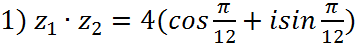 1) z₁ · z₂ = 4(cos π/12 + isin π/12)